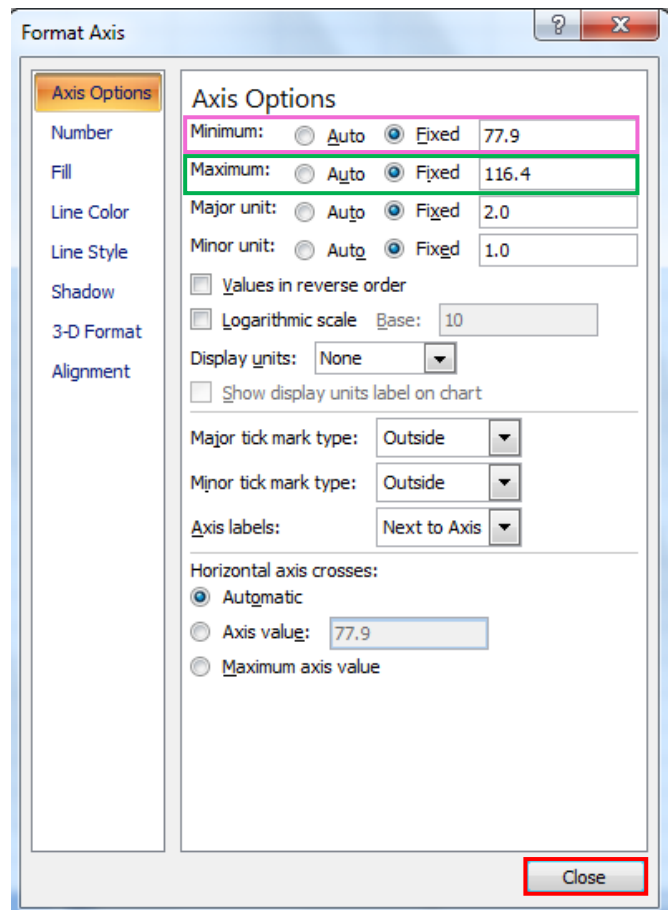 Format Axis
?
X
Axis Options
Number
Fill
Line Color
Line Style
Shadow
3-D Format
Alignment
Axis Options
Minimum: Auto Fixed 77.9
Maximum: Auto Fixed 116.4
Major unit: Auto Fixed 2.0
Minor unit: Auto Fixed 1.0
Values in reverse order
Logarithmic scale Base: 10
Display units: None
Show display units label on chart
Major tick mark type: Outside
Minor tick mark type: Outside
Axis labels: Next to Axis
Horizontal axis crosses:
Automatic
Axis value: 77.9
Maximum axis value
Close